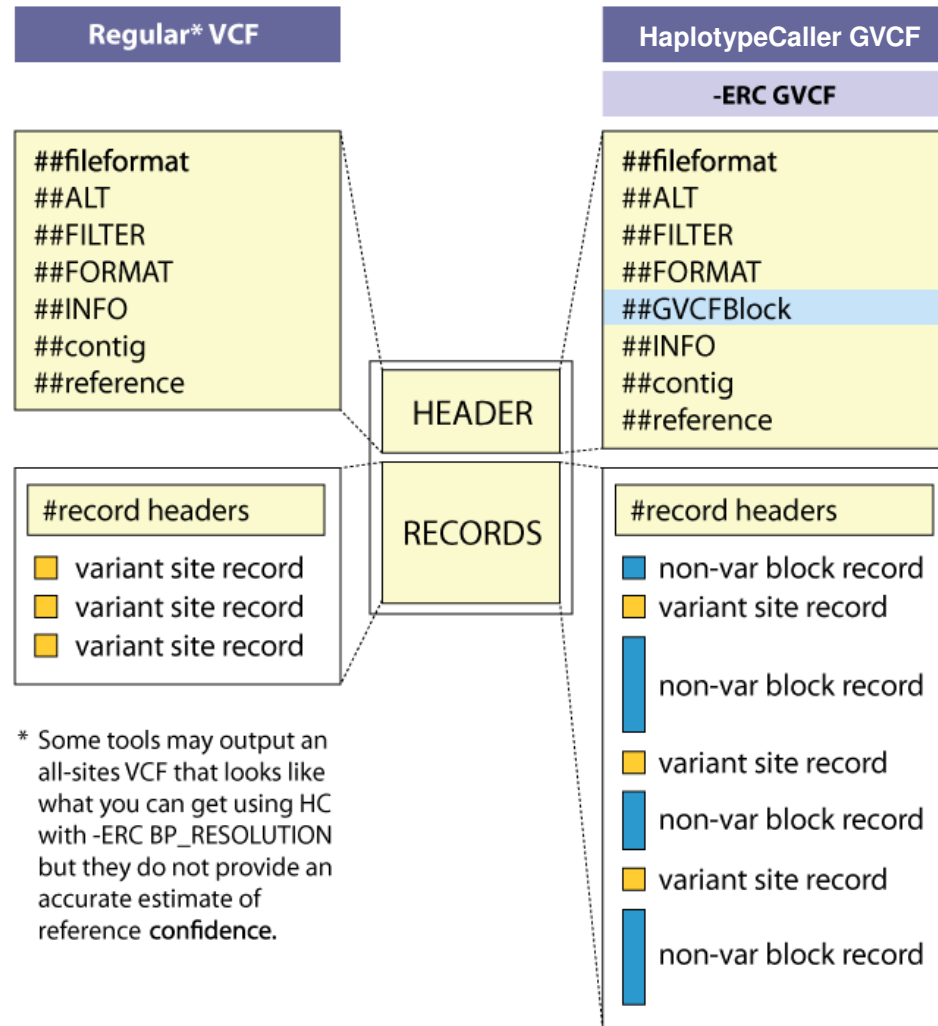 Regular* VCF
##fileformat
##ALT
##FILTER
##FORMAT
##INFO
##contig
##reference
#record headers
variant site record
variant site record
variant site record
* Some tools may output an
all-sites VCF that looks like
what you can get using HC
with -ERC BP_RESOLUTION
but they do not provide an
accurate estimate of
reference confidence.
HEADER
RECORDS
HaplotypeCaller GVCF
-ERC GVCF
##fileformat
##ALT
##FILTER
##FORMAT
##GVCFBlock
##INFO
##contig
##reference
#record headers
non-var block record
variant site record
non-var block record
variant site record
non-var block record
variant site record
non-var block record